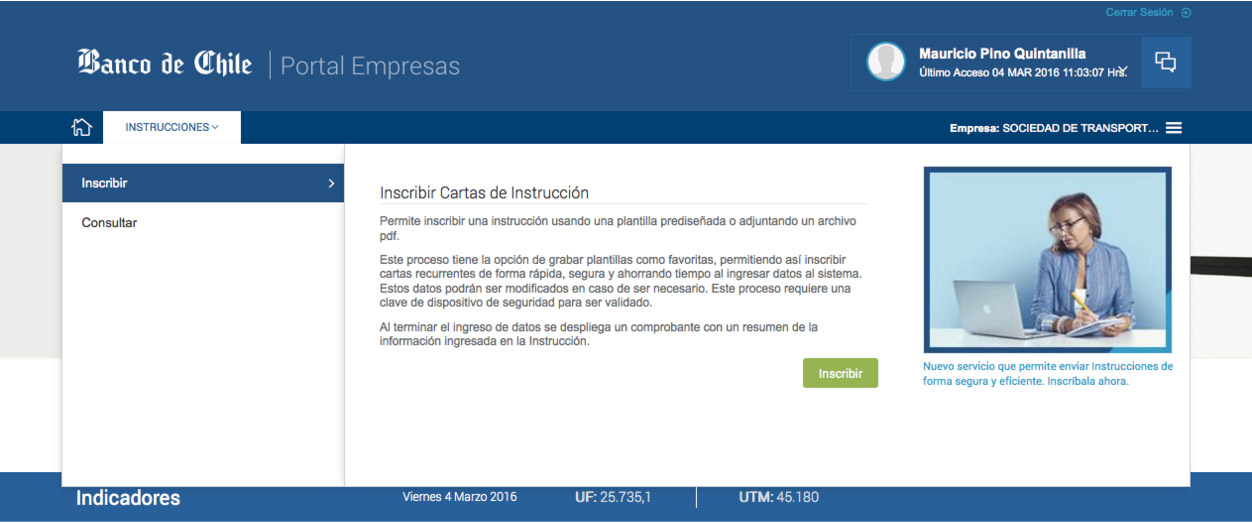 Cerrar Sesión
Banco de Chile | Portal Empresas
Mauricio Pino Quintanilla
Último Acceso 04 MAR 2016 11:03:07 Hrs.
INSTRUCCIONES
Empresa: SOCIEDAD DE TRANSPORT...
Inscribir
Consultar
Inscribir Cartas de Instrucción
Permite inscribir una instrucción usando una plantilla prediseñada o adjuntando un archivo
pdf.
Este proceso tiene la opción de grabar plantillas como favoritas, permitiendo así inscribir
cartas recurrentes de forma rápida, segura y ahorrando tiempo al ingresar datos al sistema.
Estos datos podrán ser modificados en caso de ser necesario. Este proceso requiere una
clave de dispositivo de seguridad para ser validado.
Al terminar el ingreso de datos se despliega un comprobante con un resumen de la
información ingresada en la Instrucción.
Inscribir
Nuevo servicio que permite enviar Instrucciones de
forma segura y eficiente. Inscríbala ahora.
Indicadores
Viernes 4 Marzo 2016
UF: 25.735,1
UTM: 45.180